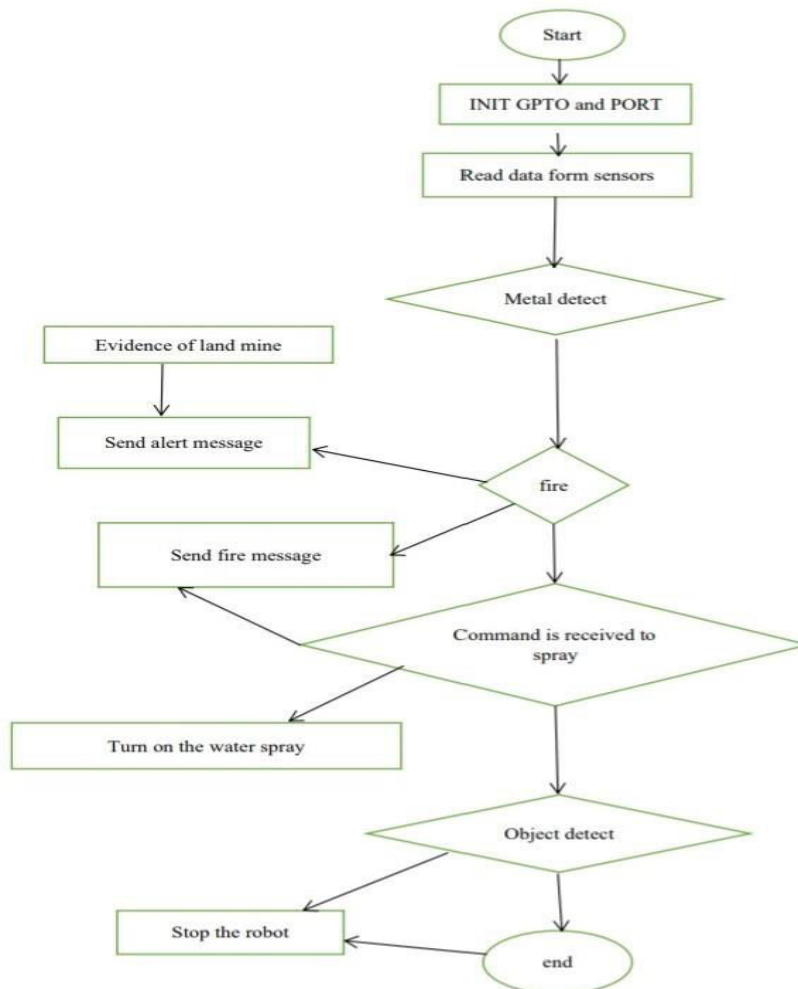 Start
INIT GPTO and PORT
Read data form sensors
Metal detect
Evidence of land mine
Send alert message
fire
Send fire message
Command is received to
spray
Turn on the water spray
Object detect
Stop the robot
end